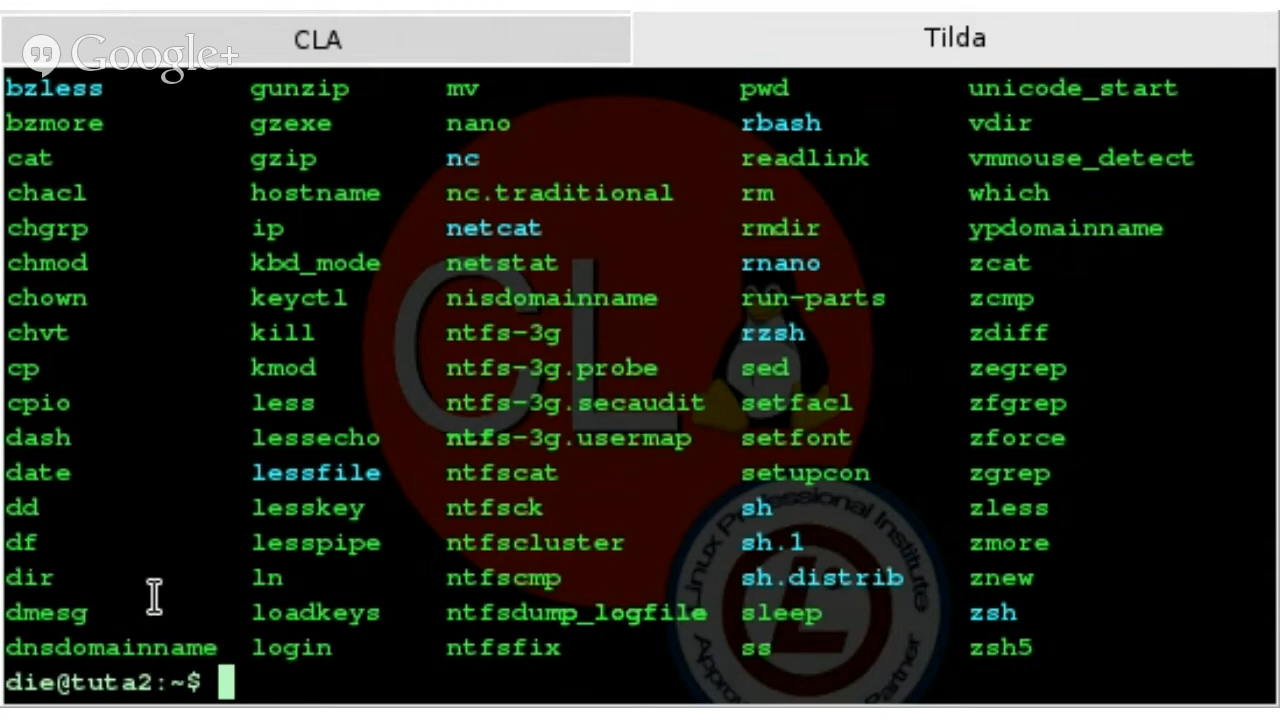 Google+
CLA Tilda
bzless gunzip mv pwd unicode_start
bzmore gzexe nano rbash vdir
cat gzip nc readlink vmmouse_detect
chacl hostname nc.traditional rm which
chgrp ip netcat rmdir ypdomainname
chmod kbd_mode netstat rnano zcat
chown keyctl nisdomainname run-parts zcmp
chvt kill ntfs-3g rzsh zdiff
cp kmod ntfs-3g.probe sed zegrep
cpio less ntfs-3g.secaudit setfacl zfgrep
dash lessecho ntfs-3g.usermap setfont zforce
date lessfile ntfscat setupcon zgrep
dd lesskey ntfsck sh zless
df lesspipe ntfscluster sh.1 zmore
dir ln ntfscmp sh.distrib znew
dmesg loadkeys ntfsdump_logfile sleep zsh
dnsdomainname login ntfsfix ss zsh5
die@tuta2:~$
CL
Linux Professional Institute